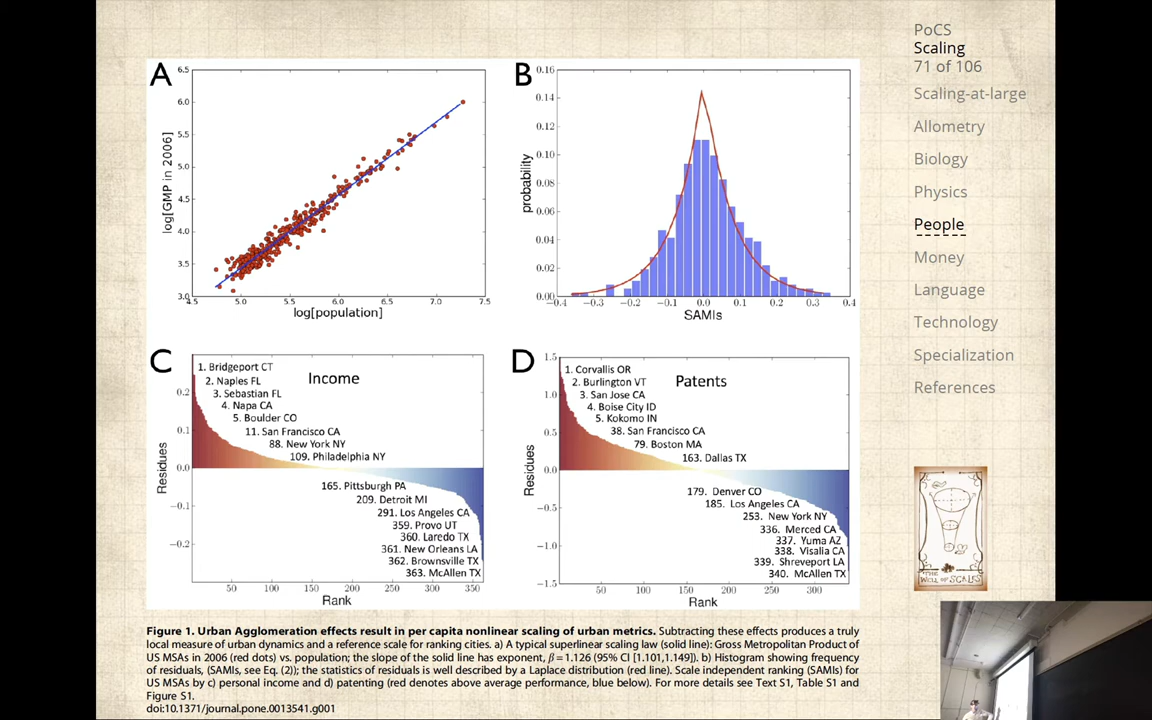 PoCS
Scaling
71 of 106
Scaling-at-large
Allometry
Biology
Physics
People
Money
Language
Technology
Specialization
References
A
6.5
6.0
5.5
5.0
4.5
4.0
3.5
3.0
log[GMP in 2006]
4.5 5.0 5.5 6.0 6.5 7.0 7.5
log[population]
B
0.16
0.14
0.12
0.10
0.08
0.06
0.04
0.02
0.00
probability
−0.4 −0.3 −0.2 −0.1 0.0 0.1 0.2 0.3 0.4
SAMIs
C
Income
1. Bridgeport CT
2. Naples FL
3. Sebastian FL
4. Napa CA
5. Boulder CO
11. San Francisco CA
88. New York NY
109. Philadelphia NY
165. Pittsburgh PA
209. Detroit MI
291. Los Angeles CA
359. Provo UT
360. Laredo TX
361. New Orleans LA
362. Brownsville TX
363. McAllen TX
0.2
0.1
0.0
−0.1
−0.2
Residues
50 100 150 200 250 300 350
Rank
D
Patents
1. Corvallis OR
2. Burlington VT
3. San Jose CA
4. Boise City ID
5. Kokomo IN
38. San Francisco CA
79. Boston MA
163. Dallas TX
179. Denver CO
185. Los Angeles CA
253. New York NY
336. Merced CA
337. Yuma AZ
338. Visalia CA
339. Shreveport LA
340. McAllen TX
1.5
1.0
0.5
0.0
−0.5
−1.0
−1.5
Residues
50 100 150 200 250 300
Rank
THE
WELL OF SCALES
Figure 1. Urban Agglomeration effects result in per capita nonlinear scaling of urban metrics. Subtracting these effects produces a truly
local measure of urban dynamics and a reference scale for ranking cities. a) A typical superlinear scaling law (solid line): Gross Metropolitan Product of
US MSAs in 2006 (red dots) vs. population; the slope of the solid line has exponent, β = 1.126 (95% CI [1.101,1.149]). b) Histogram showing frequency
of residuals, (SAMIs, see Eq. (2)); the statistics of residuals is well described by a Laplace distribution (red line). Scale independent ranking (SAMIs) for
US MSAs by c) personal income and d) patenting (red denotes above average performance, blue below). For more details see Text S1, Table S1 and
Figure S1.
doi:10.1371/journal.pone.0013541.g001